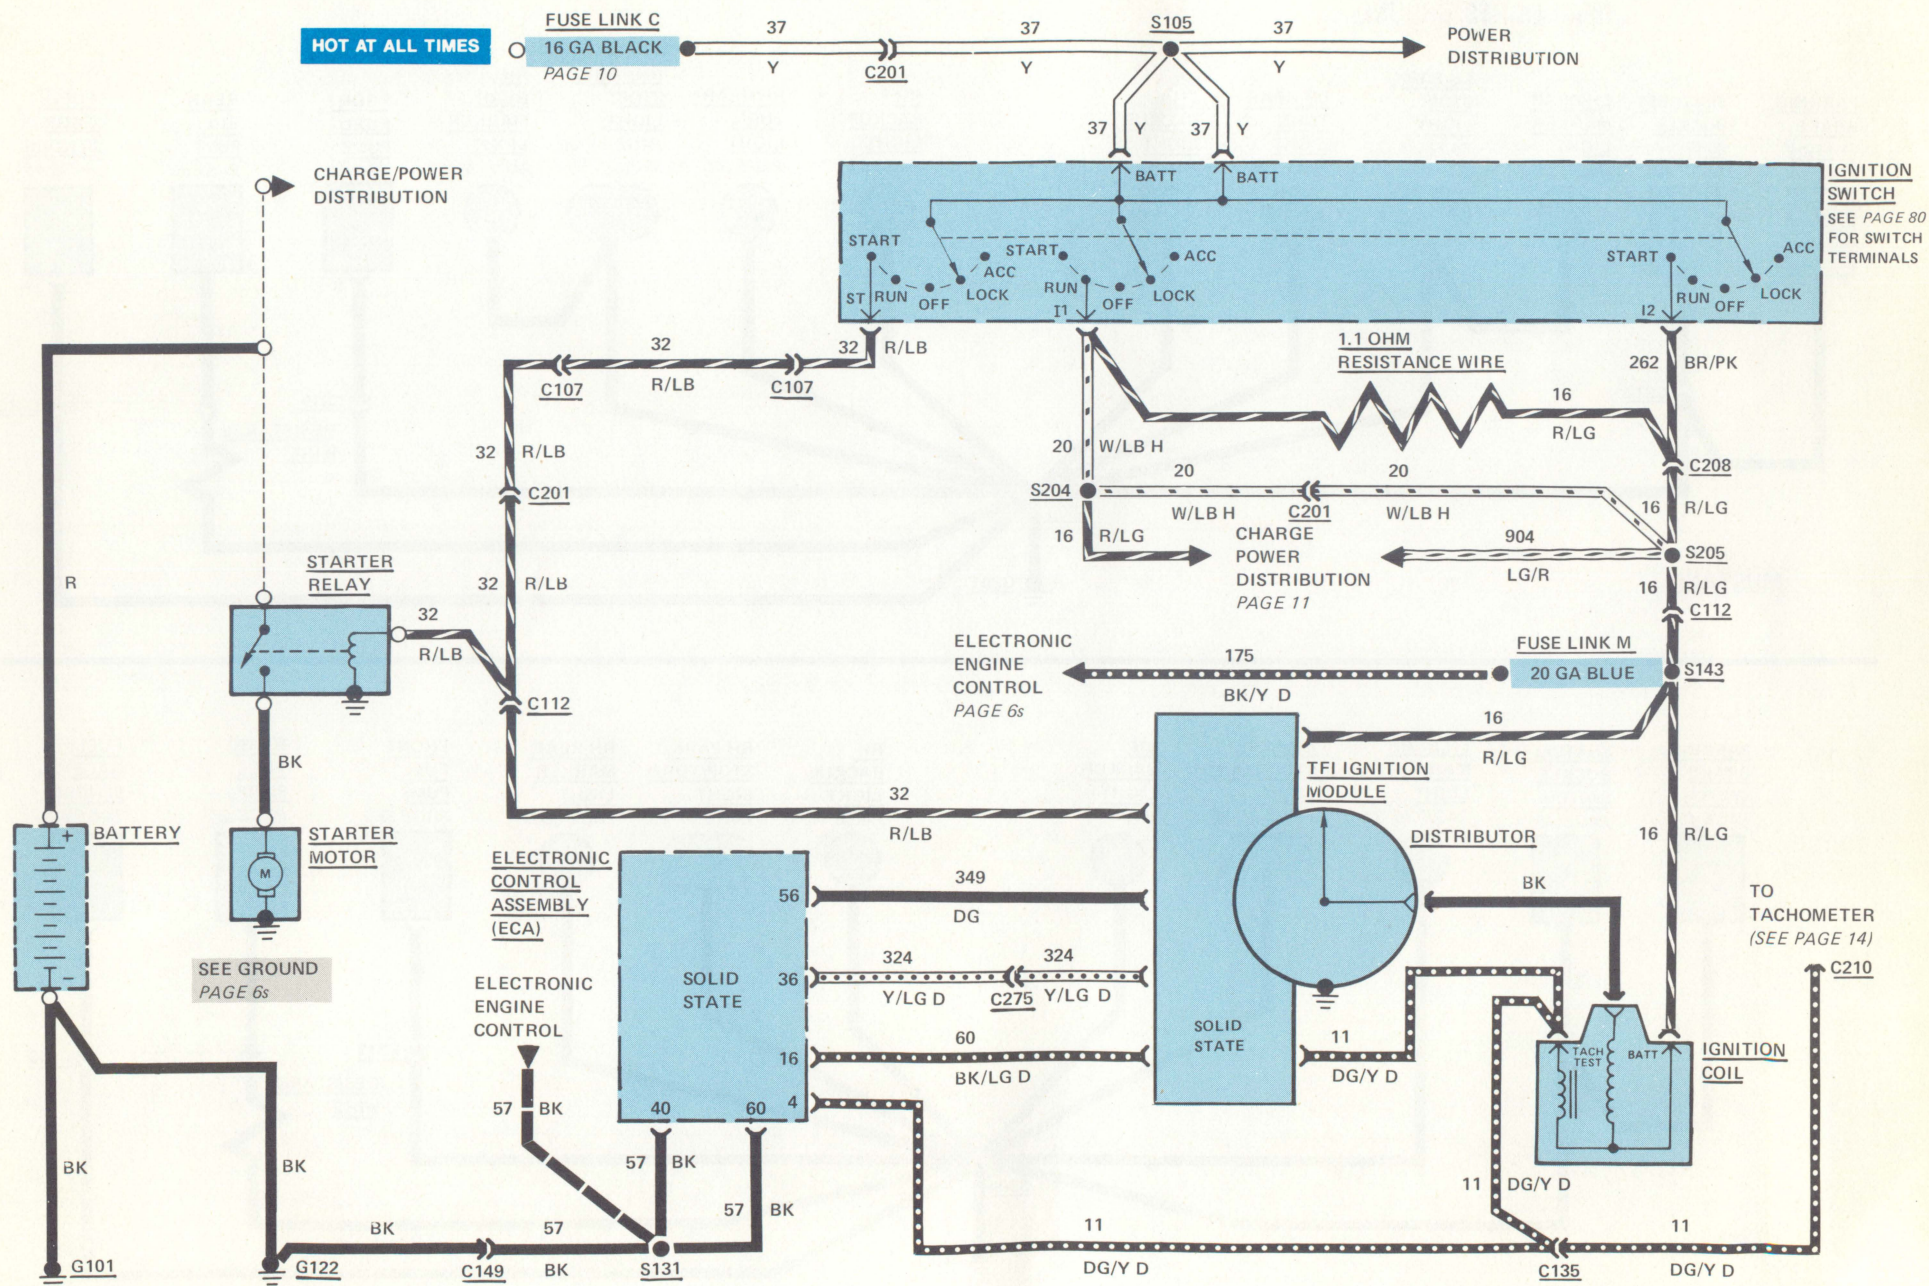 FUSE LINK C
HOT AT ALL TIMES
16 GA BLACK
PAGE 10
37
Y
C201
37
Y
S105
37
Y
POWER
DISTRIBUTION
37 Y
37 Y
CHARGE/POWER
DISTRIBUTION
BATT
BATT
IGNITION
SWITCH
SEE PAGE 80
FOR SWITCH
TERMINALS
START
ACC
RUN
OFF
LOCK
ST
START
ACC
RUN
OFF
LOCK
I1
START
ACC
RUN
OFF
LOCK
I2
32
R/LB
C107
C107
32 R/LB
1.1 OHM
RESISTANCE WIRE
262 BR/PK
16
R/LG
20 W/LB H
32 R/LB
C201
S204
20
W/LB H
C201
20
W/LB H
C208
16 R/LG
16 R/LG
CHARGE
POWER
DISTRIBUTION
PAGE 11
904
LG/R
S205
16 R/LG
C112
R
STARTER
RELAY
32
R/LB
32 R/LB
C112
ELECTRONIC
ENGINE
CONTROL
PAGE 6s
175
BK/Y D
FUSE LINK M
20 GA BLUE
S143
16
R/LG
BK
TFI IGNITION
MODULE
32
R/LB
DISTRIBUTOR
16 R/LG
BATTERY
+
−
STARTER
MOTOR
M
SEE GROUND
PAGE 6s
ELECTRONIC
CONTROL
ASSEMBLY
(ECA)
56
349
DG
BK
TO
TACHOMETER
(SEE PAGE 14)
C210
ELECTRONIC
ENGINE
CONTROL
SOLID
STATE
36
324
Y/LG D
C275
324
Y/LG D
SOLID
STATE
16
60
BK/LG D
11
DG/Y D
TACH
TEST
BATT
IGNITION
COIL
4
40
60
57 BK
57 BK
57 BK
BK
BK
11 DG/Y D
G101
G122
BK
C149
57
BK
S131
11
DG/Y D
C135
11
DG/Y D